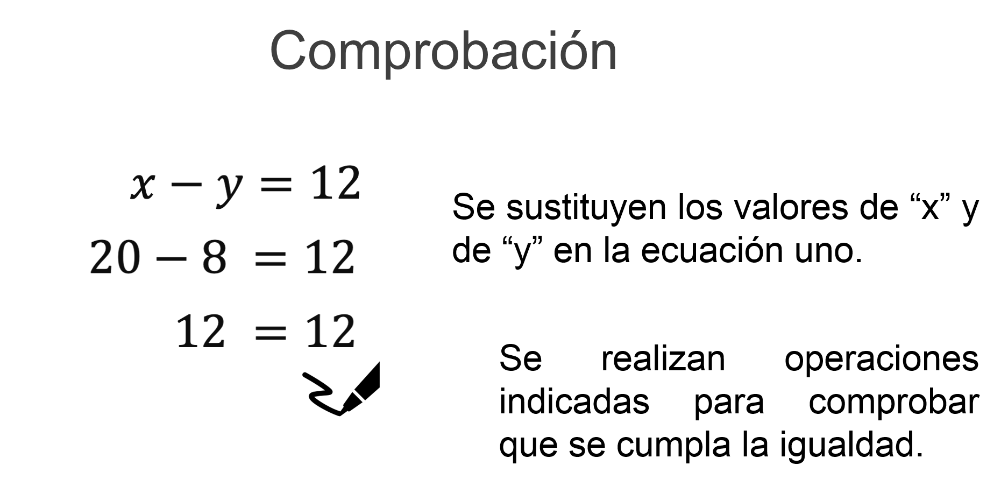 Comprobación
x − y = 12
20 − 8 = 12
12 = 12
Se sustituyen los valores de “x” y
de “y” en la ecuación uno.
Se realizan operaciones
indicadas para comprobar
que se cumpla la igualdad.